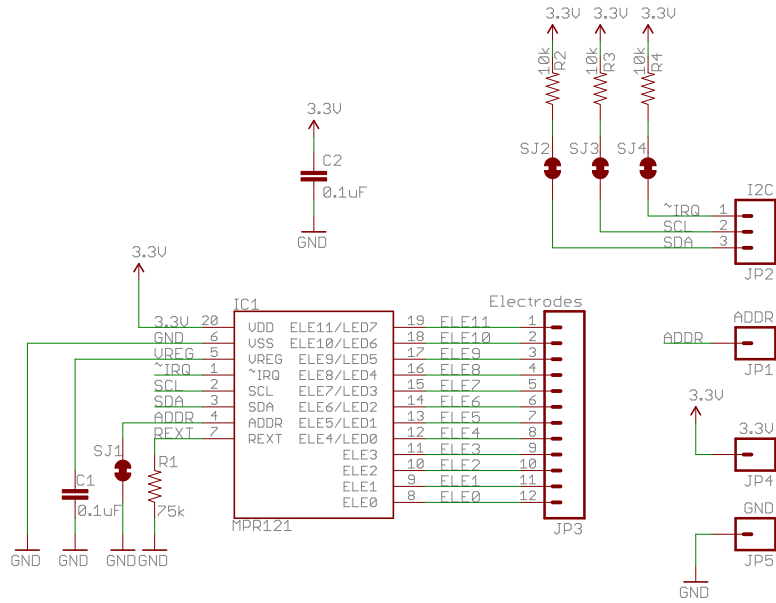 3.3V 3.3V 3.3V
10k R2 10k R3 10k R4
3.3V
C2
0.1uF
GND
SJ2 SJ3 SJ4
I2C
~IRQ 1
SCL 2
SDA 3
JP2
3.3V
IC1
Electrodes
3.3V 20 VDD ELE11/LED7 19 ELE11 1
GND 6 VSS ELE10/LED6 18 ELE10 2
VREG 5 VREG ELE9/LED5 17 ELE9 3
~IRQ 1 ~IRQ ELE8/LED4 16 ELE8 4
SCL 2 SCL ELE7/LED3 15 ELE7 5
SDA 3 SDA ELE6/LED2 14 ELE6 6
ADDR 4 ADDR ELE5/LED1 13 ELE5 7
REXT 7 REXT ELE4/LED0 12 ELE4 8
ELE3 11 ELE3 9
ELE2 10 ELE2 10
ELE1 9 ELE1 11
ELE0 8 ELE0 12
MPR121
JP3
SJ1
R1
75k
C1
0.1uF
GND GND GND GND
ADDR
ADDR
JP1
3.3V
3.3V
JP4
GND
JP5
GND